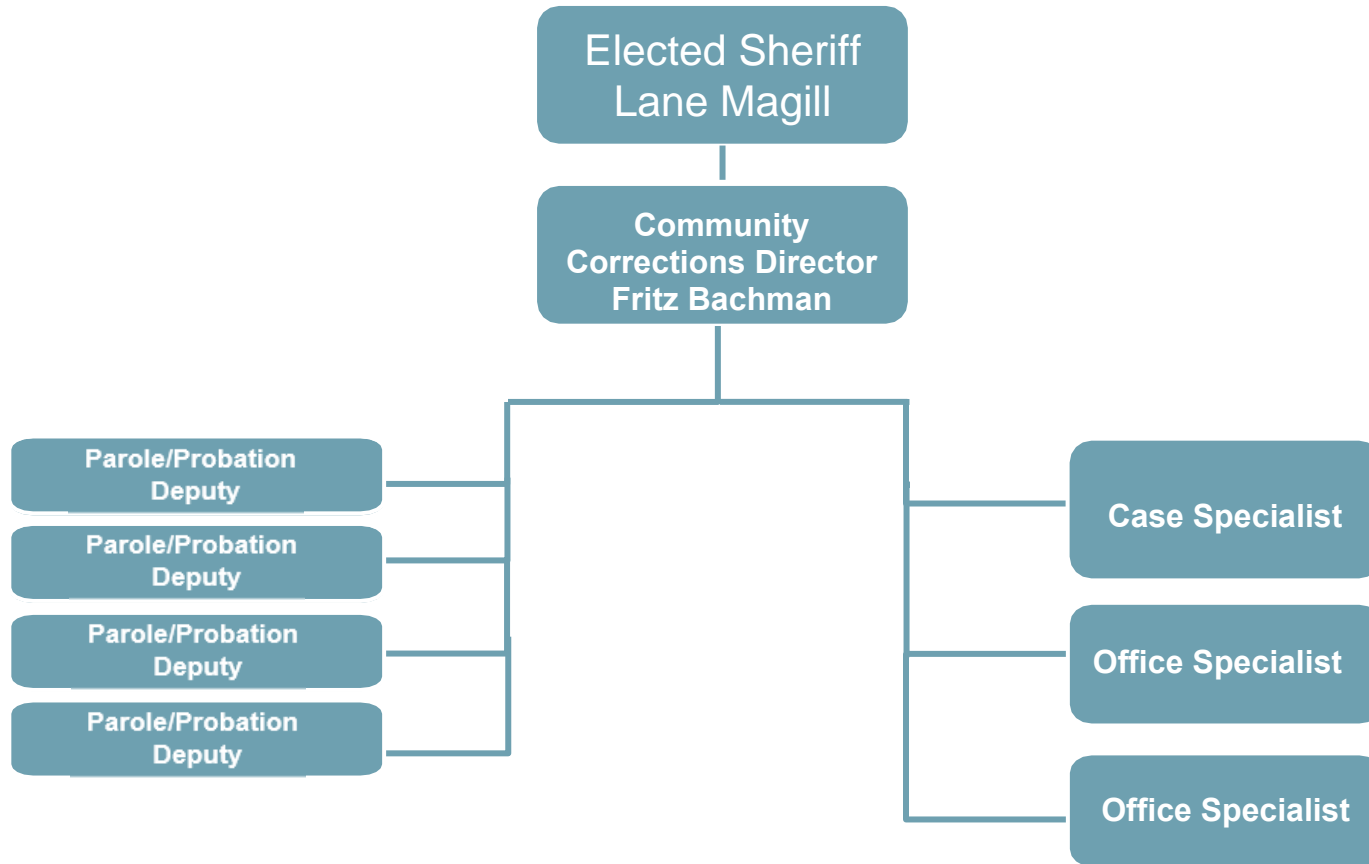 Elected Sheriff
Lane Magill
Community
Corrections Director
Fritz Bachman
Parole/Probation
Deputy
Parole/Probation
Deputy
Parole/Probation
Deputy
Parole/Probation
Deputy
Case Specialist
Office Specialist
Office Specialist